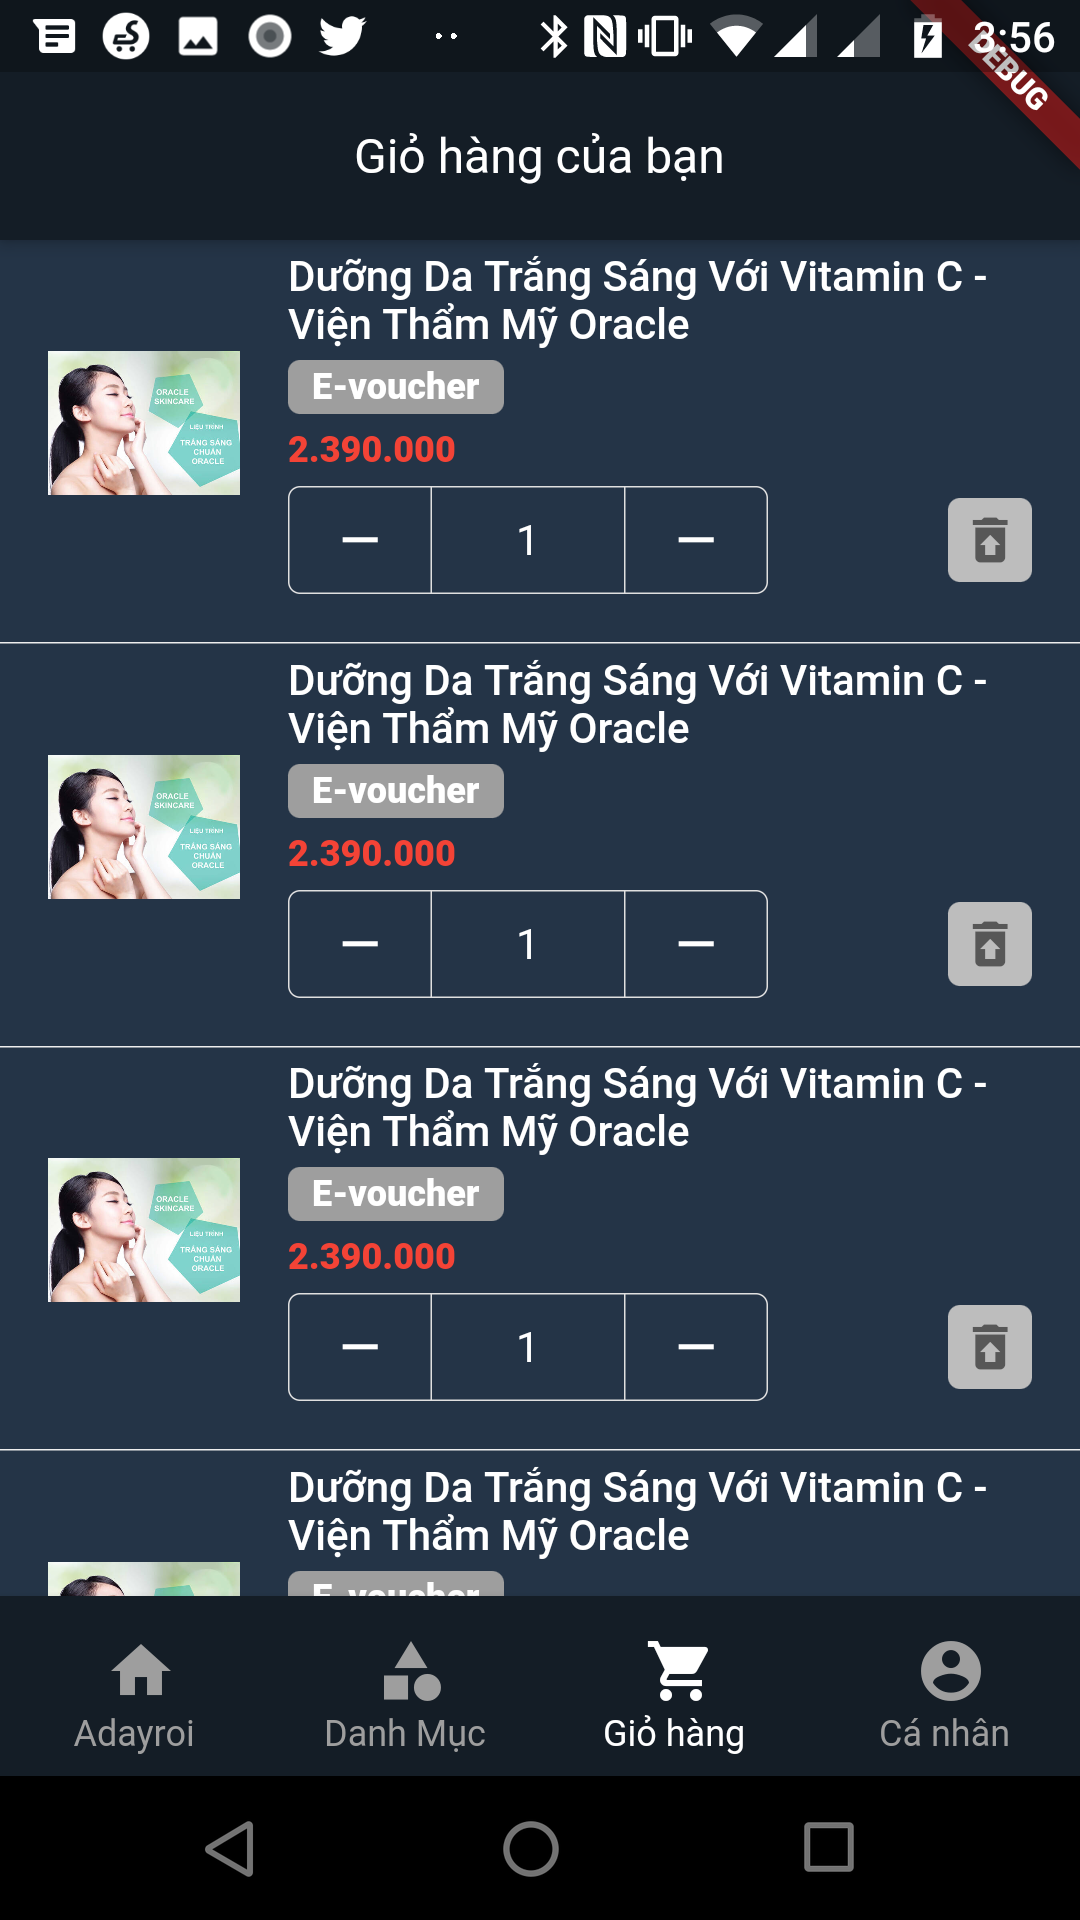 3:56
DEBUG
Giỏ hàng của bạn
Dưỡng Da Trắng Sáng Với Vitamin C -
Viện Thẩm Mỹ Oracle
E-voucher
2.390.000
1
ORACLE
SKINCARE
LIỆU TRÌNH
TRẮNG SÁNG
CHUẨN
ORACLE
Dưỡng Da Trắng Sáng Với Vitamin C -
Viện Thẩm Mỹ Oracle
E-voucher
2.390.000
1
ORACLE
SKINCARE
LIỆU TRÌNH
TRẮNG SÁNG
CHUẨN
ORACLE
Dưỡng Da Trắng Sáng Với Vitamin C -
Viện Thẩm Mỹ Oracle
E-voucher
2.390.000
1
ORACLE
SKINCARE
LIỆU TRÌNH
TRẮNG SÁNG
CHUẨN
ORACLE
Dưỡng Da Trắng Sáng Với Vitamin C -
Viện Thẩm Mỹ Oracle
E-voucher
Adayroi
Danh Mục
Giỏ hàng
Cá nhân